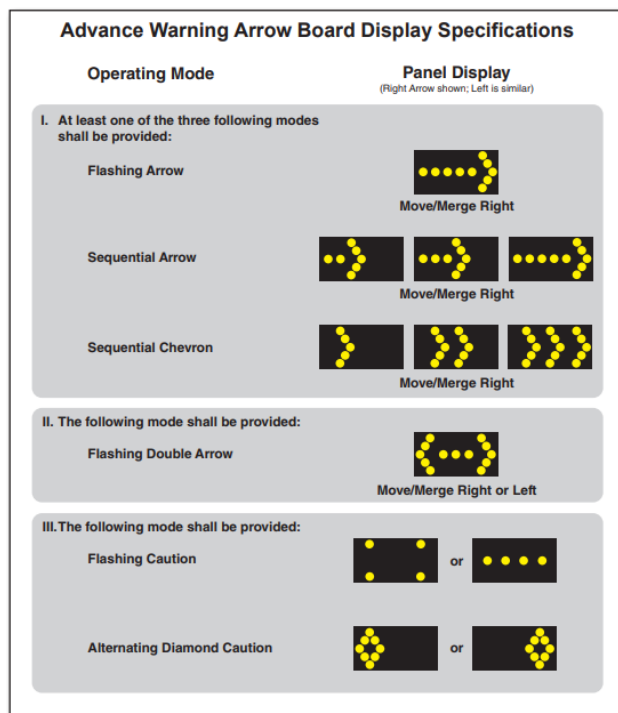 Advance Warning Arrow Board Display Specifications
Operating Mode
Panel Display
(Right Arrow shown; Left is similar)
I. At least one of the three following modes
shall be provided:
Flashing Arrow
Move/Merge Right
Sequential Arrow
Move/Merge Right
Sequential Chevron
Move/Merge Right
II. The following mode shall be provided:
Flashing Double Arrow
Move/Merge Right or Left
III.The following mode shall be provided:
Flashing Caution
or
Alternating Diamond Caution
or